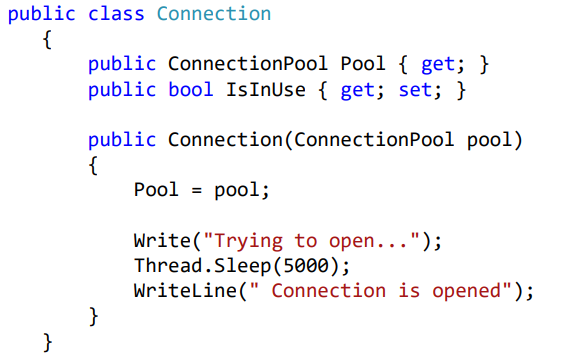 public class Connection
{
public ConnectionPool Pool { get; }
public bool IsInUse { get; set; }
public Connection(ConnectionPool pool)
{
Pool = pool;
Write("Trying to open...");
Thread.Sleep(5000);
WriteLine(" Connection is opened");
}
}